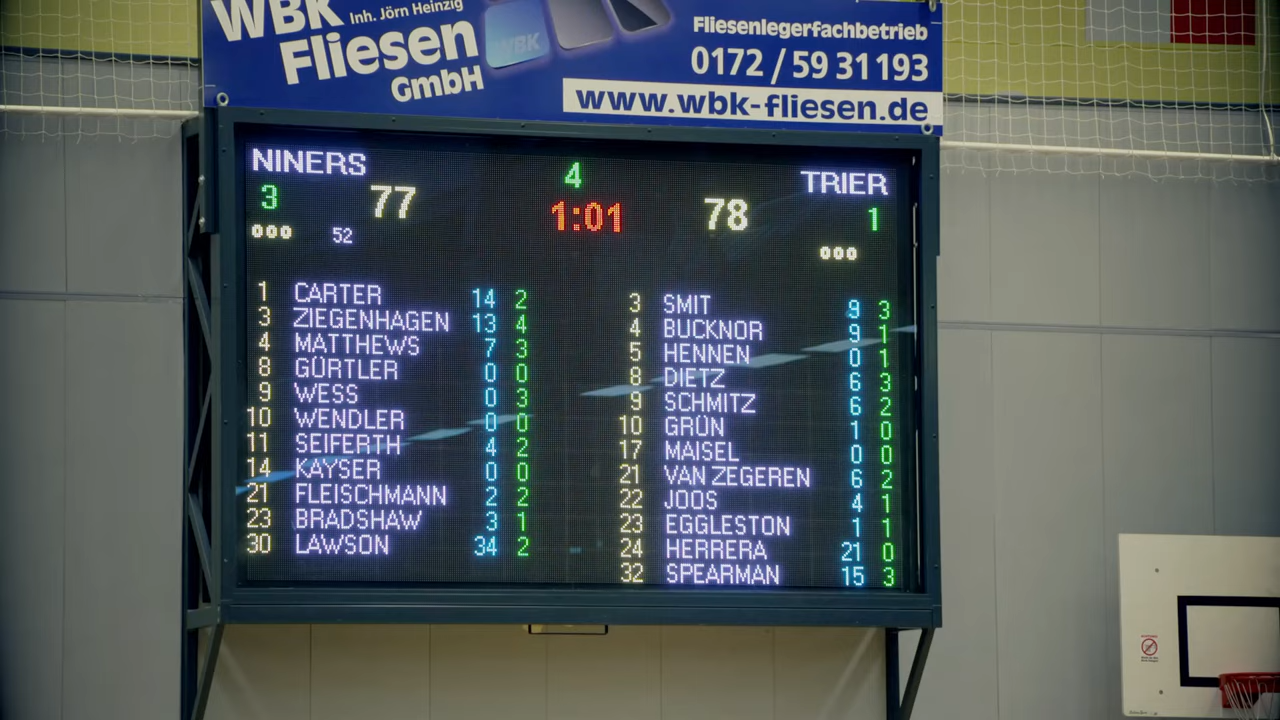 WBK Inh. Jörn Heinzig
Fliesen
GmbH
WBK
Fliesenlegerfachbetrieb
0172 / 59 31 193
www.wbk-fliesen.de
NINERS 4 TRIER
3 77 1:01 78 1
000 52 000
1 CARTER 14 2
3 ZIEGENHAGEN 13 4
4 MATTHEWS 7 3
8 GÜRTLER 0 0
9 WESS 0 3
10 WENDLER 0 0
11 SEIFERTH 4 2
14 KAYSER 0 0
21 FLEISCHMANN 2 2
23 BRADSHAW 3 1
30 LAWSON 34 2
3 SMIT 9 3
4 BUCKNOR 9 1
5 HENNEN 0 1
8 DIETZ 6 3
9 SCHMITZ 6 2
10 GRÜN 1 0
17 MAISEL 0 0
21 VAN ZEGEREN 6 2
22 JOOS 4 1
23 EGGLESTON 1 1
24 HERRERA 21 0
32 SPEARMAN 15 3